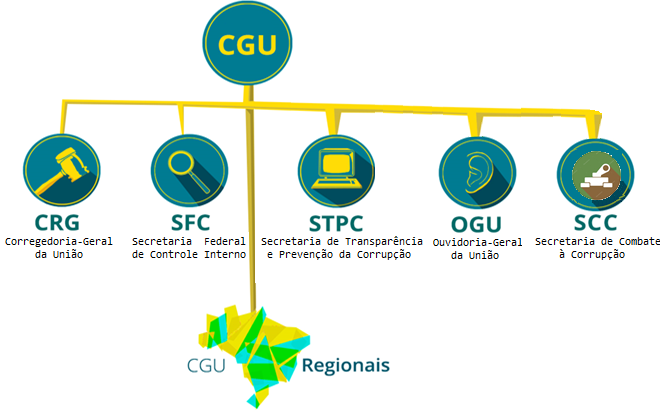 CGU
CRG
Corregedoria-Geral
da União
SFC
Secretaria Federal
de Controle Interno
STPC
Secretaria de Transparência
e Prevenção da Corrupção
OGU
Ouvidoria-Geral
da União
SCC
Secretaria de Combate
à Corrupção
CGU Regionais